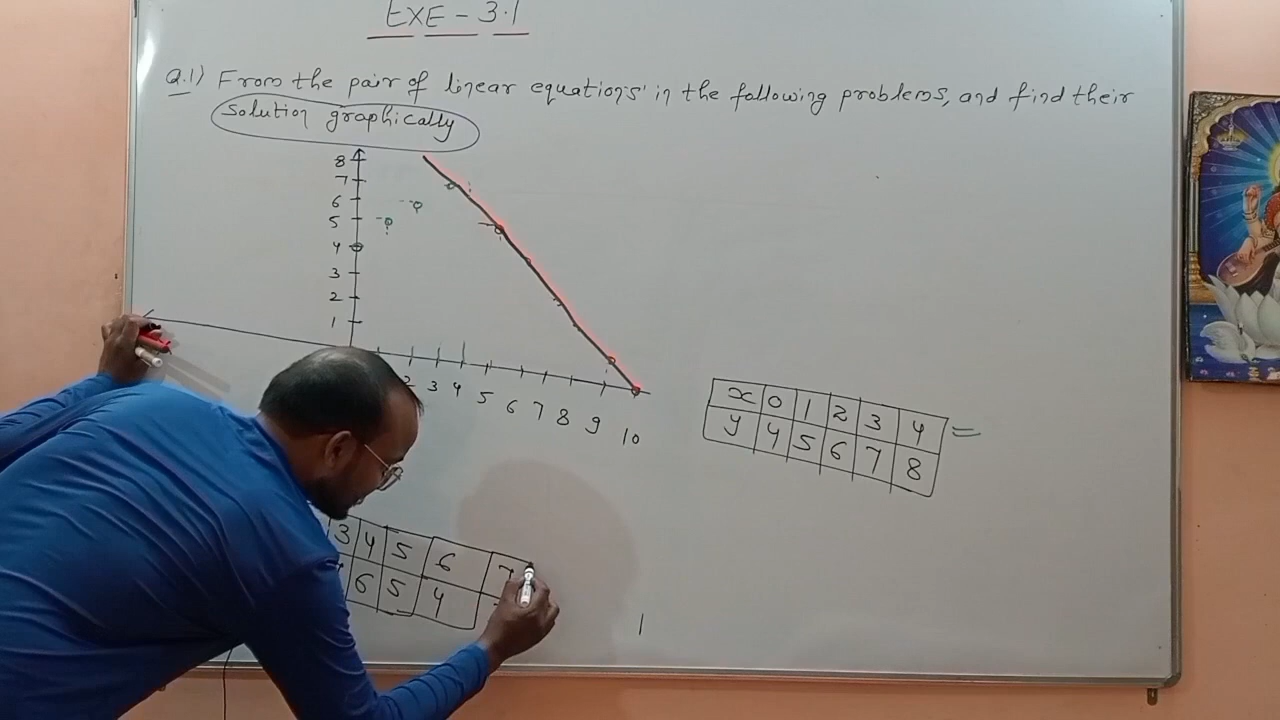 EXE - 3.1
Q.1) From the pair of linear equations in the following problems, and find their
solution graphically
8
7
6
5
4
3
2
1
2 3 4 5 6 7 8 9 10
x 0 1 2 3 4 =
y 4 5 6 7 8
3 4 5 6 7
6 5 4